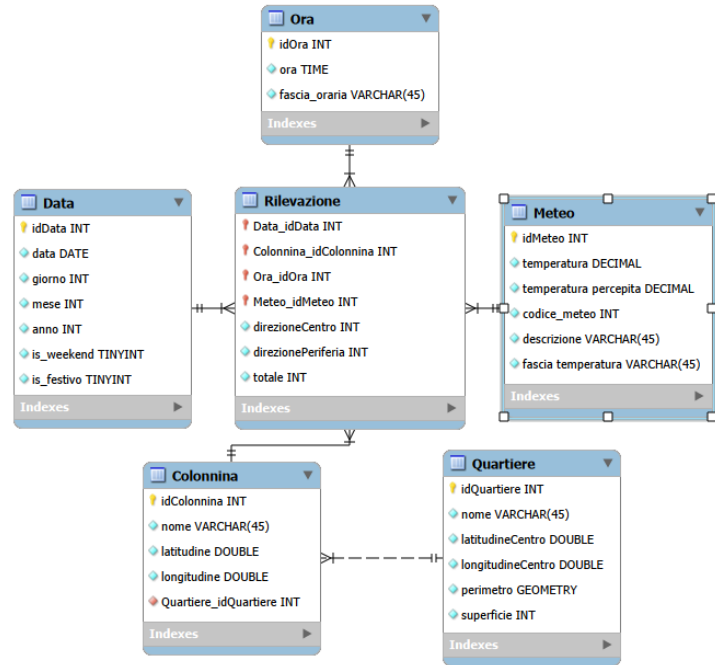 Ora
idOra INT
ora TIME
fascia_oraria VARCHAR(45)
Indexes
Data
idData INT
data DATE
giorno INT
mese INT
anno INT
is_weekend TINYINT
is_festivo TINYINT
Indexes
Rilevazione
Data_idData INT
Colonnina_idColonnina INT
Ora_idOra INT
Meteo_idMeteo INT
direzioneCentro INT
direzionePeriferia INT
totale INT
Indexes
Meteo
idMeteo INT
temperatura DECIMAL
temperatura percepita DECIMAL
codice_meteo INT
descrizione VARCHAR(45)
fascia temperatura VARCHAR(45)
Indexes
Colonnina
idColonnina INT
nome VARCHAR(45)
latitudine DOUBLE
longitudine DOUBLE
Quartiere_idQuartiere INT
Indexes
Quartiere
idQuartiere INT
nome VARCHAR(45)
latitudineCentro DOUBLE
longitudineCentro DOUBLE
perimetro GEOMETRY
superficie INT
Indexes